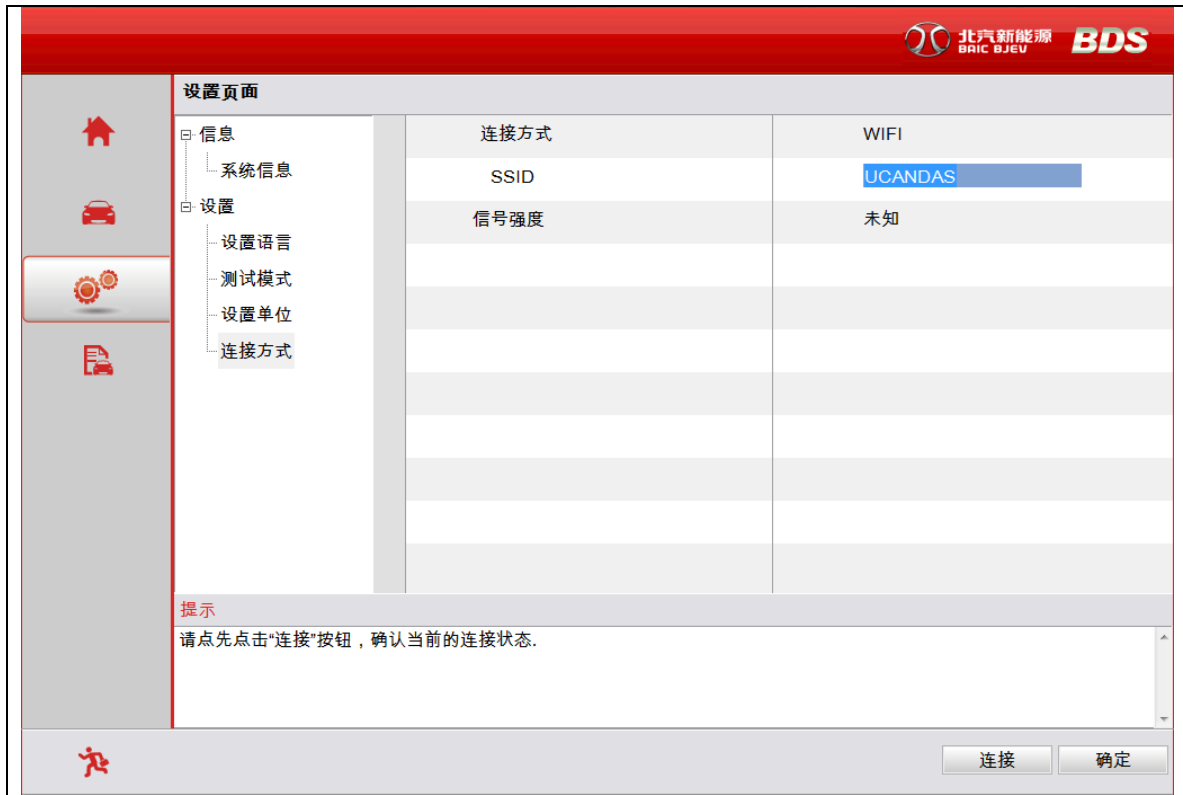 北汽新能源
BAIC BJEV
BDS
设置页面
信息
系统信息
设置
设置语言
测试模式
设置单位
连接方式
连接方式 WIFI
SSID UCANDAS
信号强度 未知
提示
请点先点击“连接”按钮，确认当前的连接状态.
连接 确定